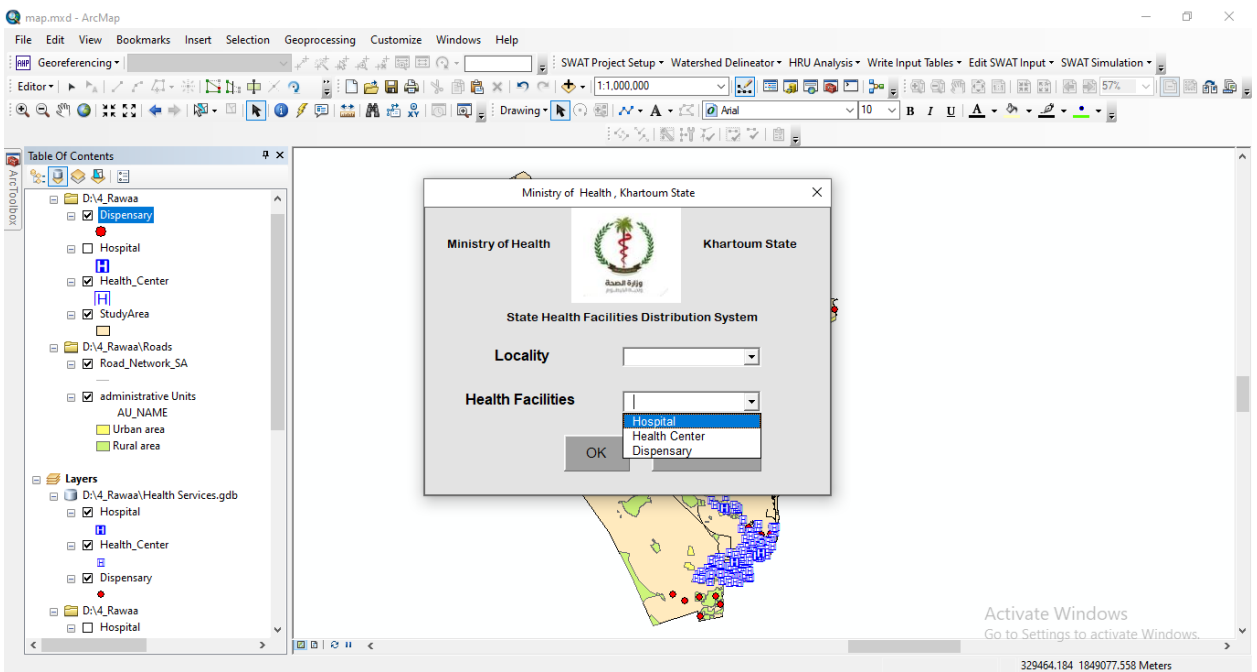 map.mxd - ArcMap
File Edit View Bookmarks Insert Selection Geoprocessing Customize Windows Help
Georeferencing
SWAT Project Setup Watershed Delineator HRU Analysis Write Input Tables Edit SWAT Input SWAT Simulation
Editor 1:1,000,000 57%
Drawing A Arial 10 B I U A
Table Of Contents
ArcToolbox
D:\4_Rawaa
Dispensary
Hospital
H
Health_Center
H
StudyArea
D:\4_Rawaa\Roads
Road_Network_SA
administrative Units
AU_NAME
Urban area
Rural area
Layers
D:\4_Rawaa\Health Services.gdb
Hospital
H
Health_Center
H
Dispensary
D:\4_Rawaa
Hospital
Ministry of Health , Khartoum State
Ministry of Health
Khartoum State
وزارة الصحة
State Health Facilities Distribution System
Locality
Health Facilities
Hospital
Health Center
Dispensary
OK
Activate Windows
Go to Settings to activate Windows.
329464.184 1849077.558 Meters